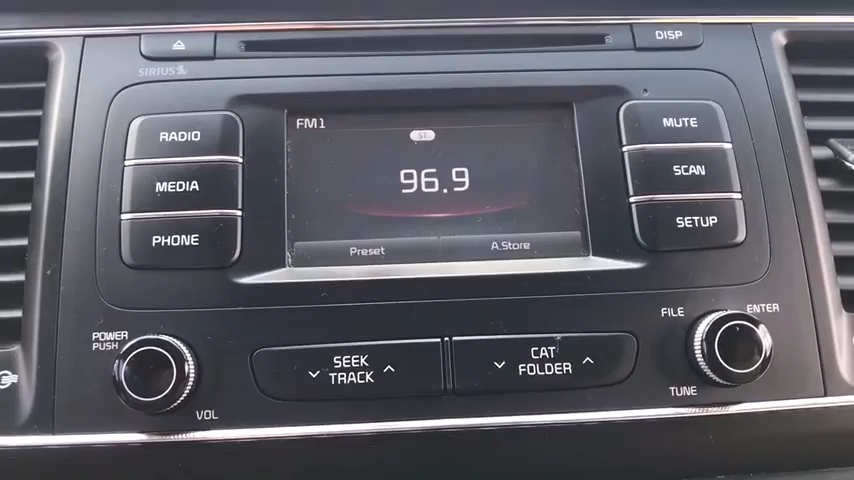 DISP
SIRIUS
RADIO
MEDIA
PHONE
FM1
ST
96.9
Preset
A.Store
MUTE
SCAN
SETUP
POWER
PUSH
VOL
SEEK
TRACK
CAT
FOLDER
FILE
ENTER
TUNE